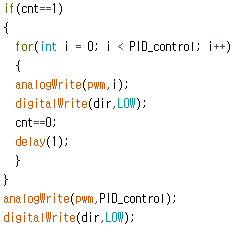 if(cnt==1)
{
for(int i = 0; i < PID_control; i++)
{
analogWrite(pwm,i);
digitalWrite(dir,LOW);
cnt==0;
delay(1);
}
}
analogWrite(pwm,PID_control);
digitalWrite(dir,LOW);